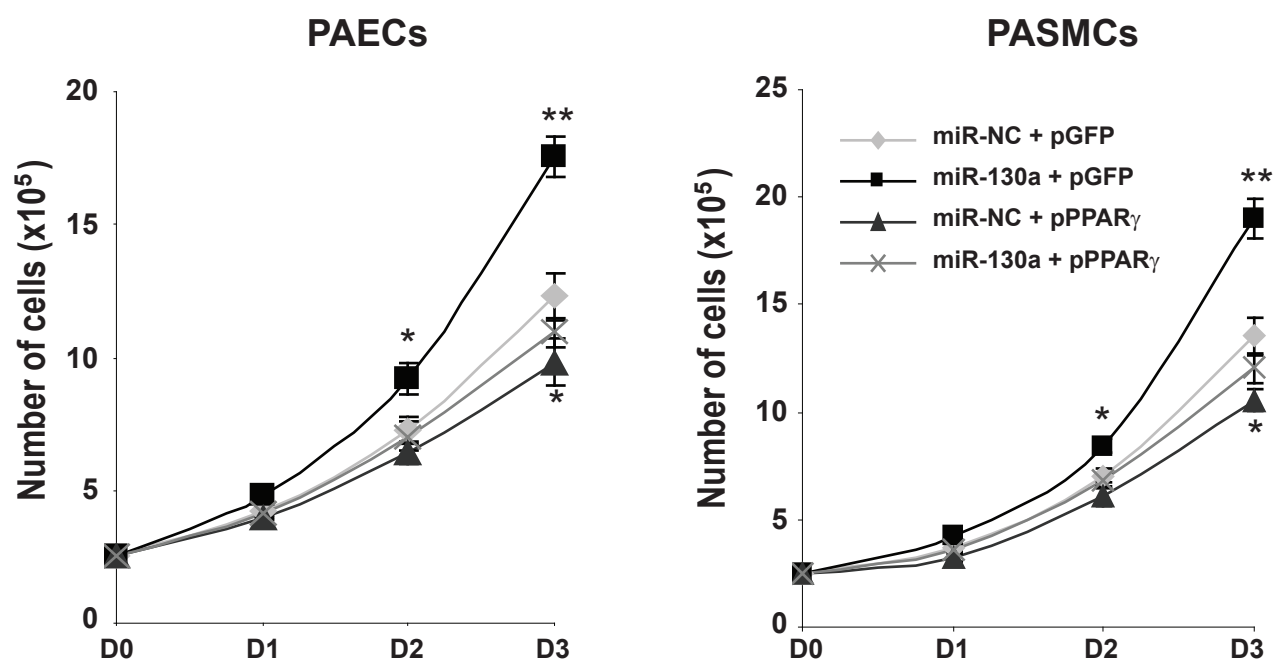 PAECs
Number of cells (x10⁵)
20
15
10
5
0
D0 D1 D2 D3
*
**
*
PASMCs
Number of cells (x10⁵)
25
20
15
10
5
0
D0 D1 D2 D3
miR-NC + pGFP
miR-130a + pGFP
miR-NC + pPPARγ
miR-130a + pPPARγ
*
**
*